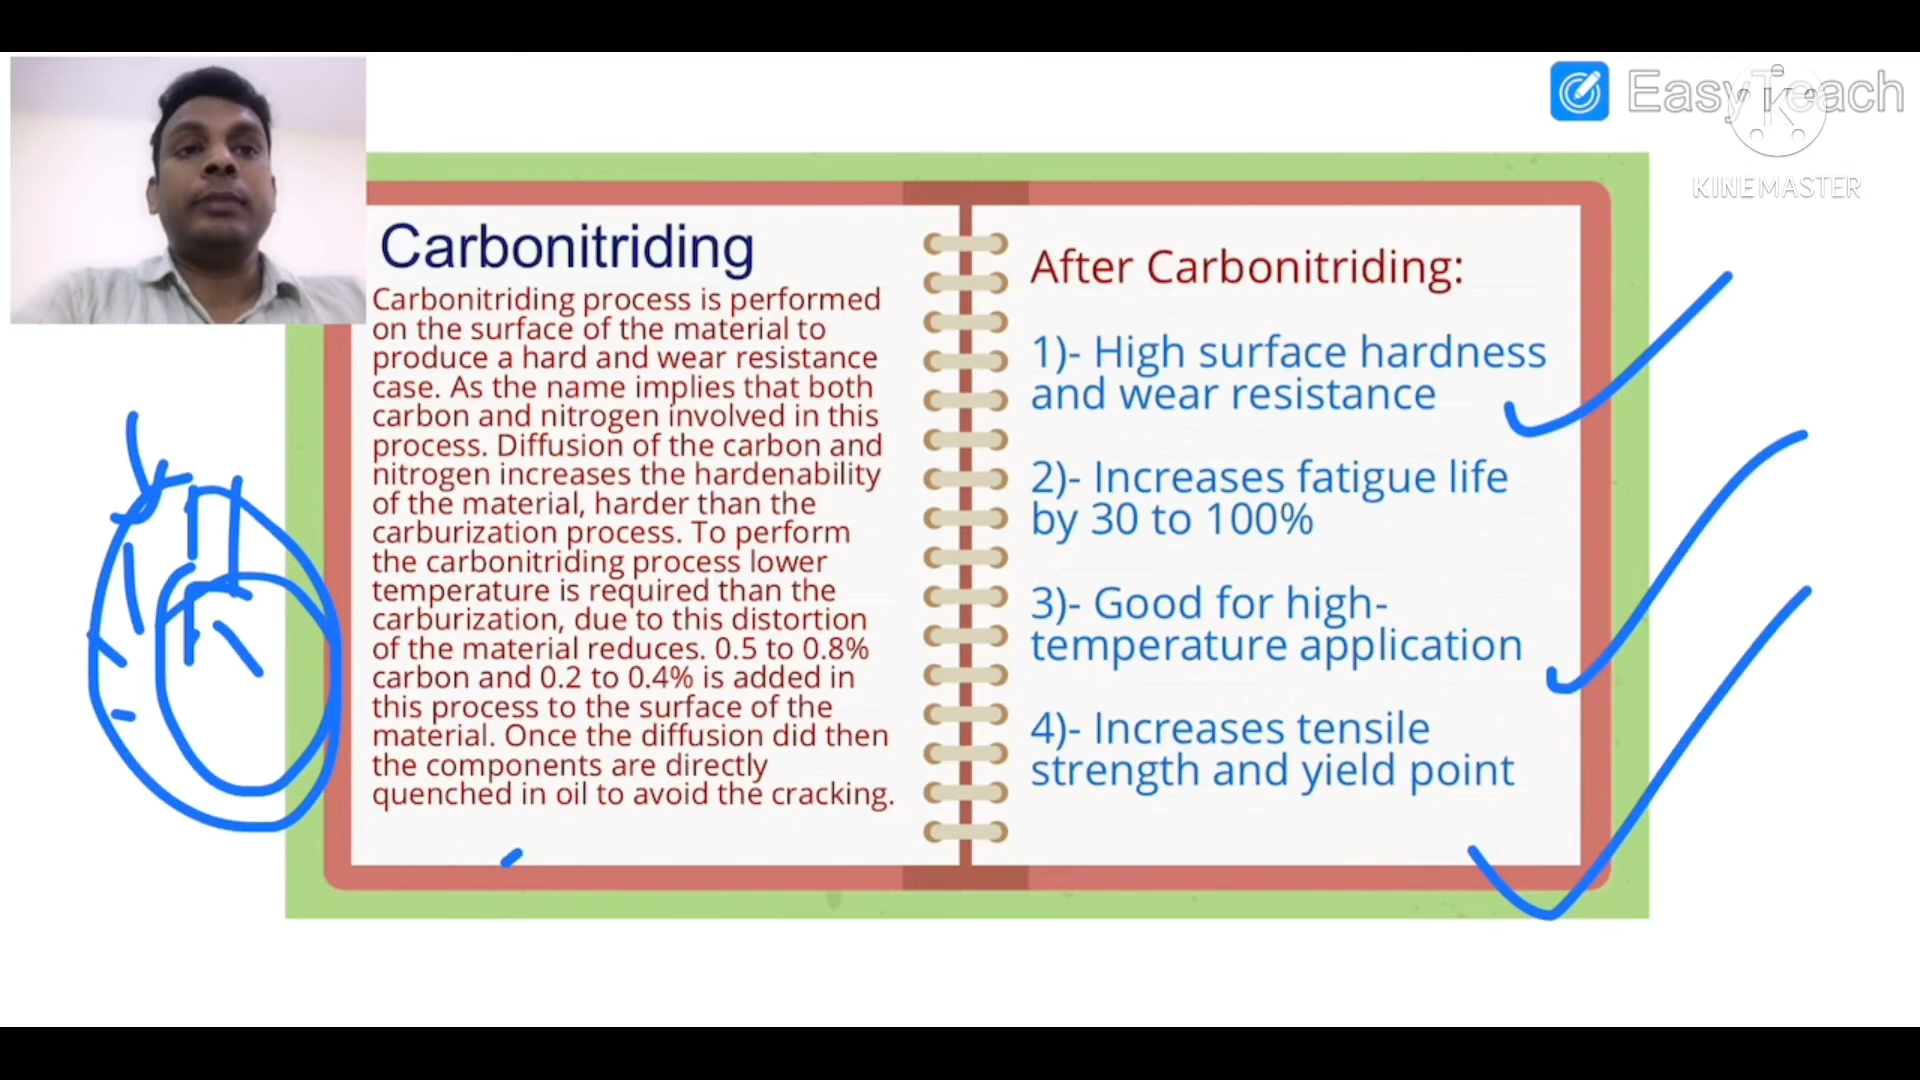 EasyTeach
KINEMASTER
Carbonitriding
Carbonitriding process is performed
on the surface of the material to
produce a hard and wear resistance
case. As the name implies that both
carbon and nitrogen involved in this
process. Diffusion of the carbon and
nitrogen increases the hardenability
of the material, harder than the
carburization process. To perform
the carbonitriding process lower
temperature is required than the
carburization, due to this distortion
of the material reduces. 0.5 to 0.8%
carbon and 0.2 to 0.4% is added in
this process to the surface of the
material. Once the diffusion did then
the components are directly
quenched in oil to avoid the cracking.
After Carbonitriding:
1)- High surface hardness
and wear resistance
2)- Increases fatigue life
by 30 to 100%
3)- Good for high-
temperature application
4)- Increases tensile
strength and yield point